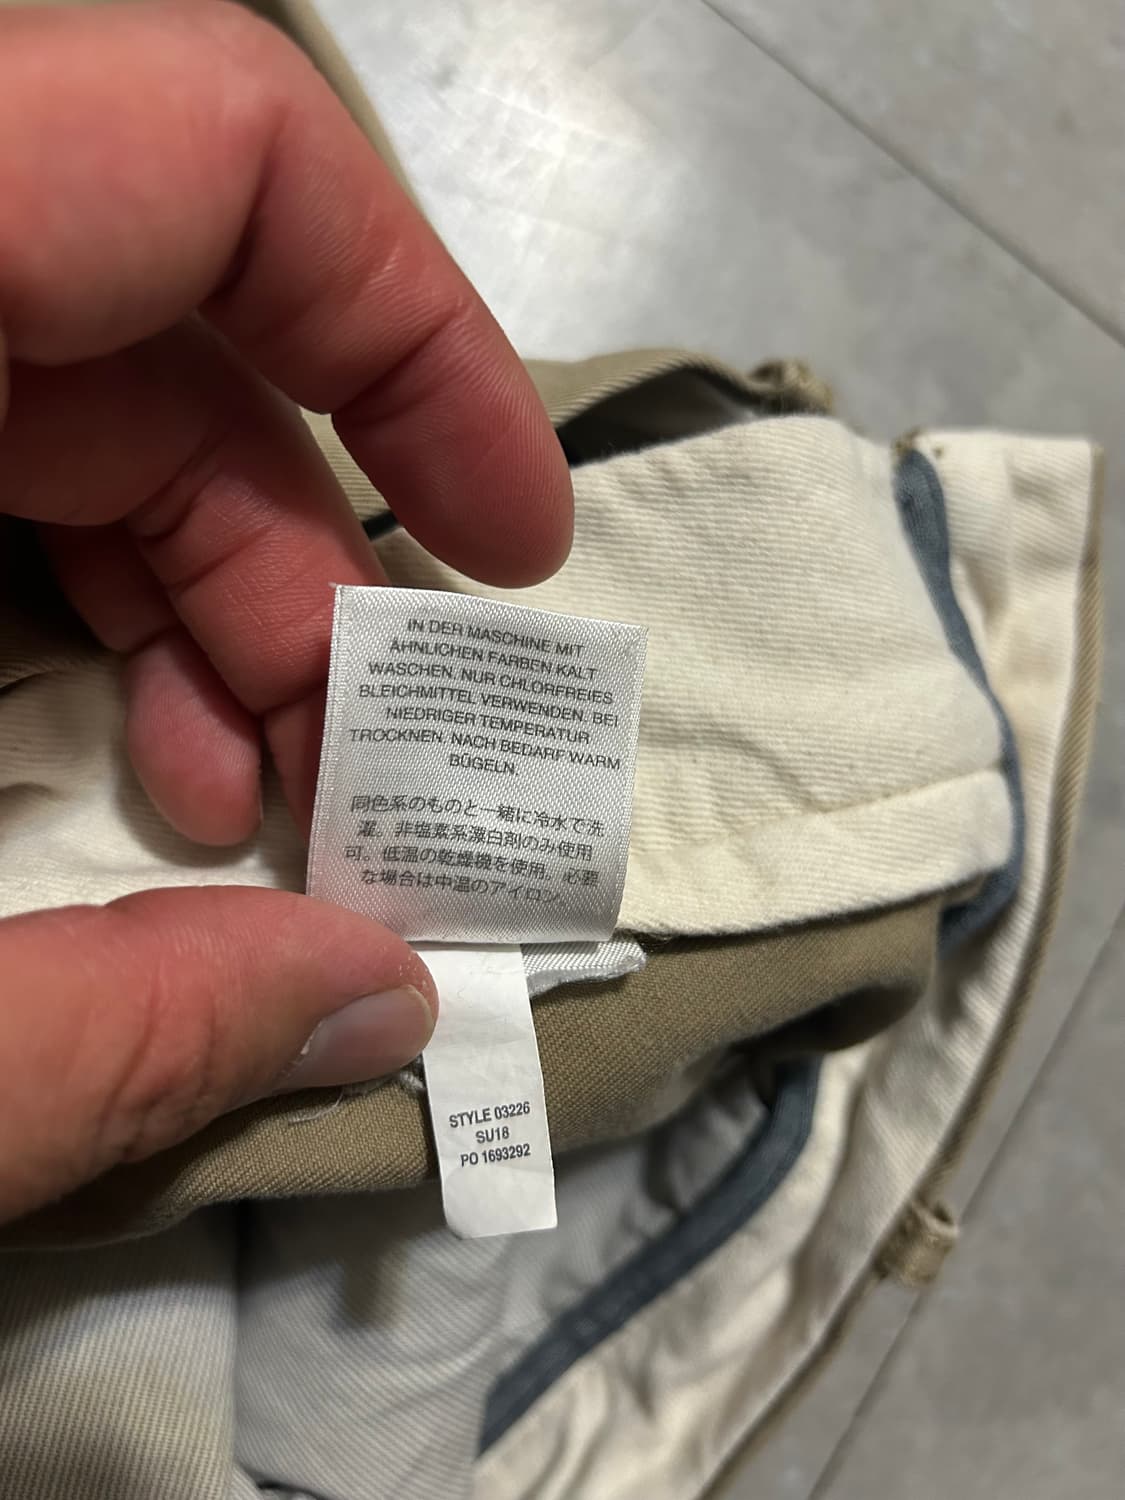 IN DER MASCHINE MIT
ÄHNLICHEN FARBEN KALT
WASCHEN. NUR CHLORFREIES
BLEICHMITTEL VERWENDEN. BEI
NIEDRIGER TEMPERATUR
TROCKNEN. NACH BEDARF WARM
BÜGELN.
同色系のものと一緒に冷水で洗
濯。非塩素系漂白剤のみ使用
可。低温の乾燥機を使用。必要
な場合は中温のアイロン。
STYLE 03226
SU18
PO 1693292